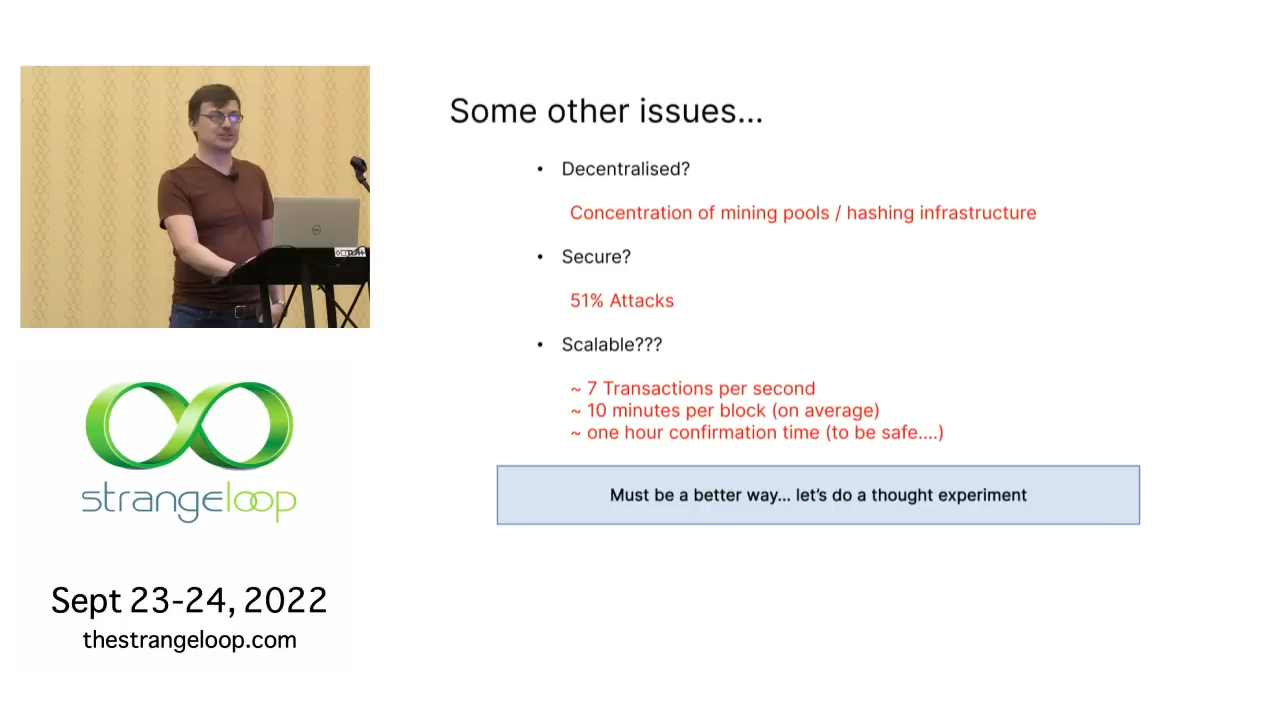 Some other issues...
• Decentralised?
Concentration of mining pools / hashing infrastructure
• Secure?
51% Attacks
• Scalable???
~ 7 Transactions per second
~ 10 minutes per block (on average)
~ one hour confirmation time (to be safe....)
Must be a better way... let's do a thought experiment
strangeloop
Sept 23-24, 2022
thestrangeloop.com